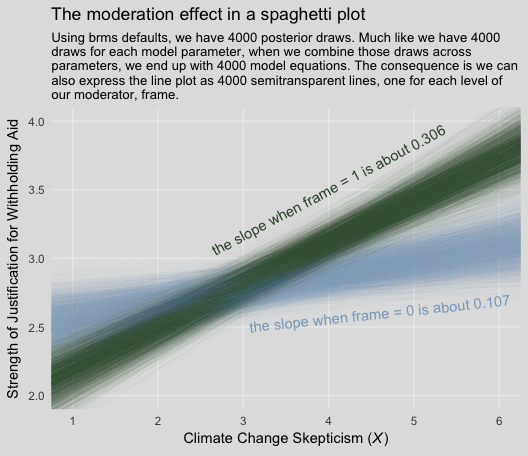 The moderation effect in a spaghetti plot
Using brms defaults, we have 4000 posterior draws. Much like we have 4000
draws for each model parameter, when we combine those draws across
parameters, we end up with 4000 model equations. The consequence is we can
also express the line plot as 4000 semitransparent lines, one for each level of
our moderator, frame.
Strength of Justification for Withholding Aid
4.0
3.5
3.0
2.5
2.0
the slope when frame = 1 is about 0.306
the slope when frame = 0 is about 0.107
1 2 3 4 5 6
Climate Change Skepticism (X)